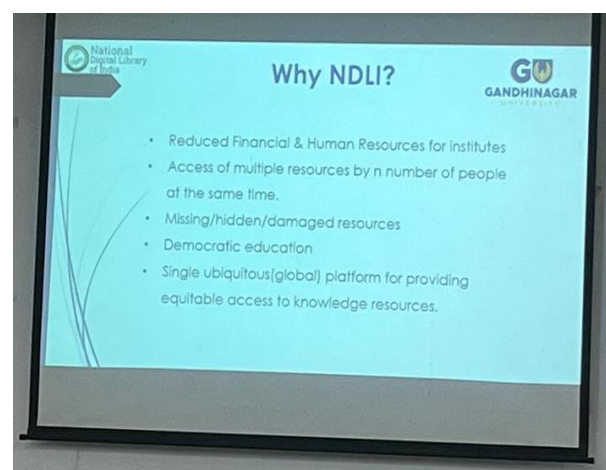 National
Digital Library
of India
Why NDLI?
GU
GANDHINAGAR
UNIVERSITY
• Reduced Financial & Human Resources for institutes
• Access of multiple resources by n number of people
at the same time.
• Missing/hidden/damaged resources
• Democratic education
• Single ubiquitous(global) platform for providing
equitable access to knowledge resources.